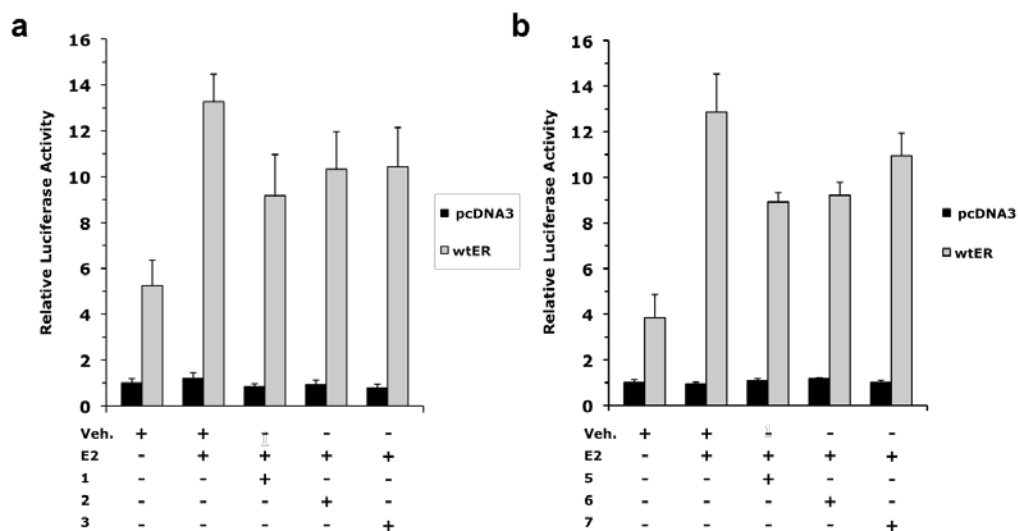 a
b
Relative Luciferase Activity
16
14
12
10
8
6
4
2
0
pcDNA3
wtER
Veh. + + - - -
E2 - + + + +
1 - - + - -
2 - - - + -
3 - - - - +
Relative Luciferase Activity
16
14
12
10
8
6
4
2
0
pcDNA3
wtER
Veh. + + - -
E2 - + + + +
5 - - + - -
6 - - - + -
7 - - - - +